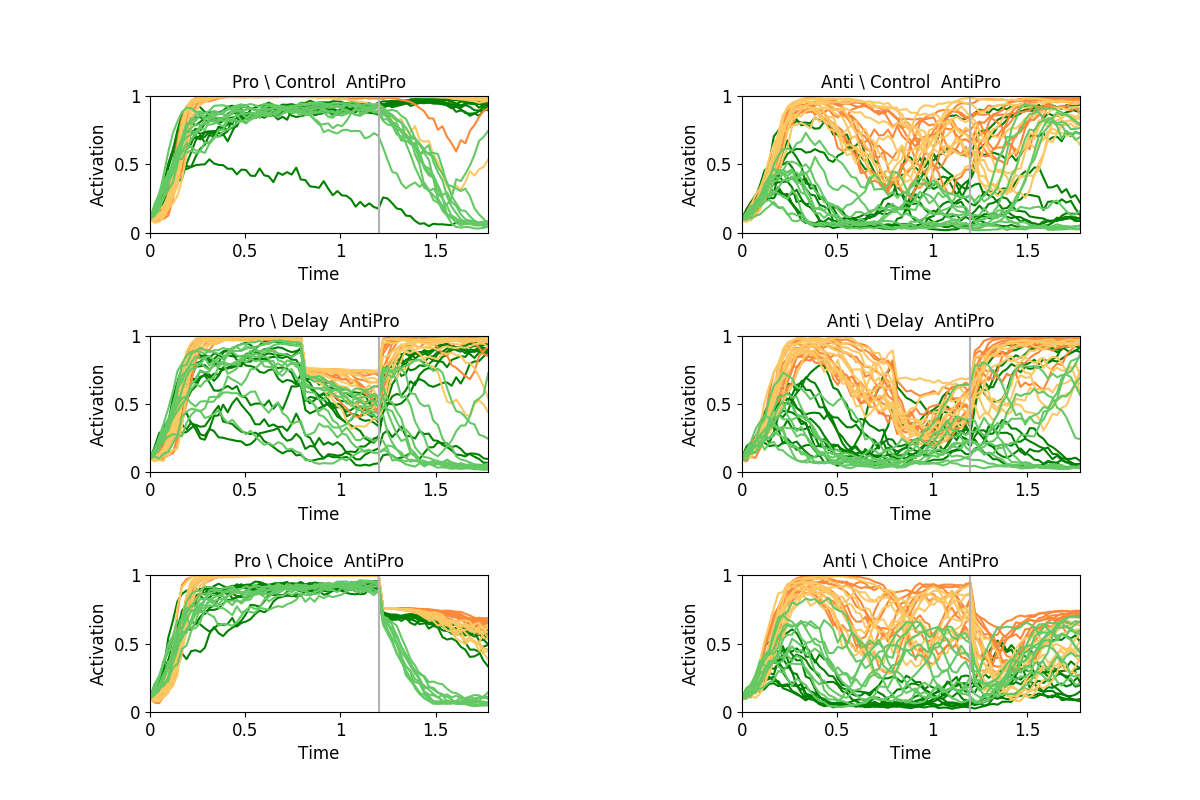 Pro \ Control  AntiPro
Activation
1
0.5
0
0 0.5 1 1.5
Time
Anti \ Control  AntiPro
Activation
1
0.5
0
0 0.5 1 1.5
Time
Pro \ Delay  AntiPro
Activation
1
0.5
0
0 0.5 1 1.5
Time
Anti \ Delay  AntiPro
Activation
1
0.5
0
0 0.5 1 1.5
Time
Pro \ Choice  AntiPro
Activation
1
0.5
0
0 0.5 1 1.5
Time
Anti \ Choice  AntiPro
Activation
1
0.5
0
0 0.5 1 1.5
Time